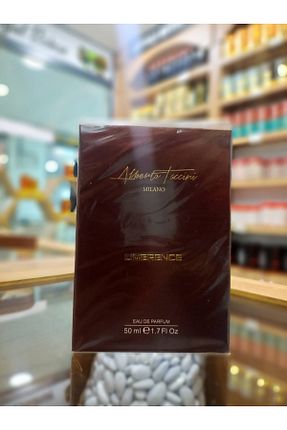 Alberto Taccini
MILANO
LIMERENCE
EAU DE PARFUM
50 ml ℮ 1.7 Fl Oz